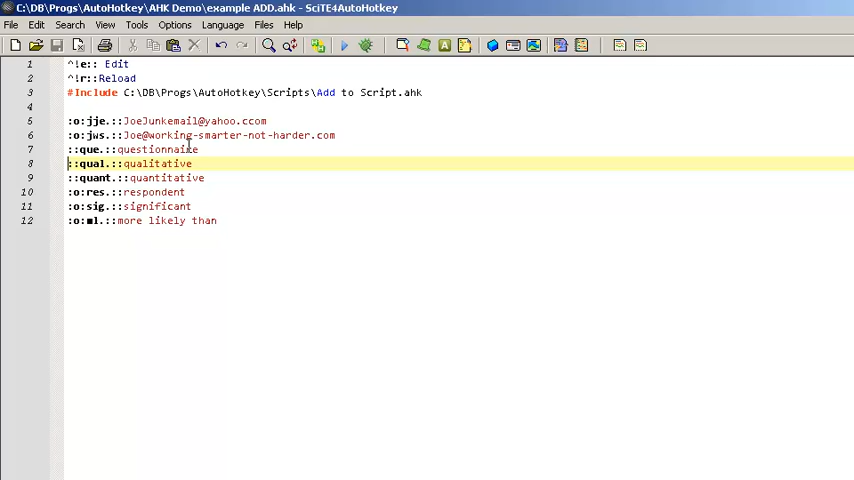 C:\DB\Progs\AutoHotkey\AHK Demo\example ADD.ahk - SciTE4AutoHotkey
File Edit Search View Tools Options Language Files Help
1 ^!e:: Edit
2 ^!r::Reload
3 #Include C:\DB\Progs\AutoHotkey\Scripts\Add to Script.ahk
4
5 :o:jje.::JoeJunkemail@yahoo.ccom
6 :o:jws.::Joe@working-smarter-not-harder.com
7 ::que.::questionnaire
8 ::qual.::qualitative
9 ::quant.::quantitative
10 :o:res.::respondent
11 :o:sig.::significant
12 :o:ml.::more likely than